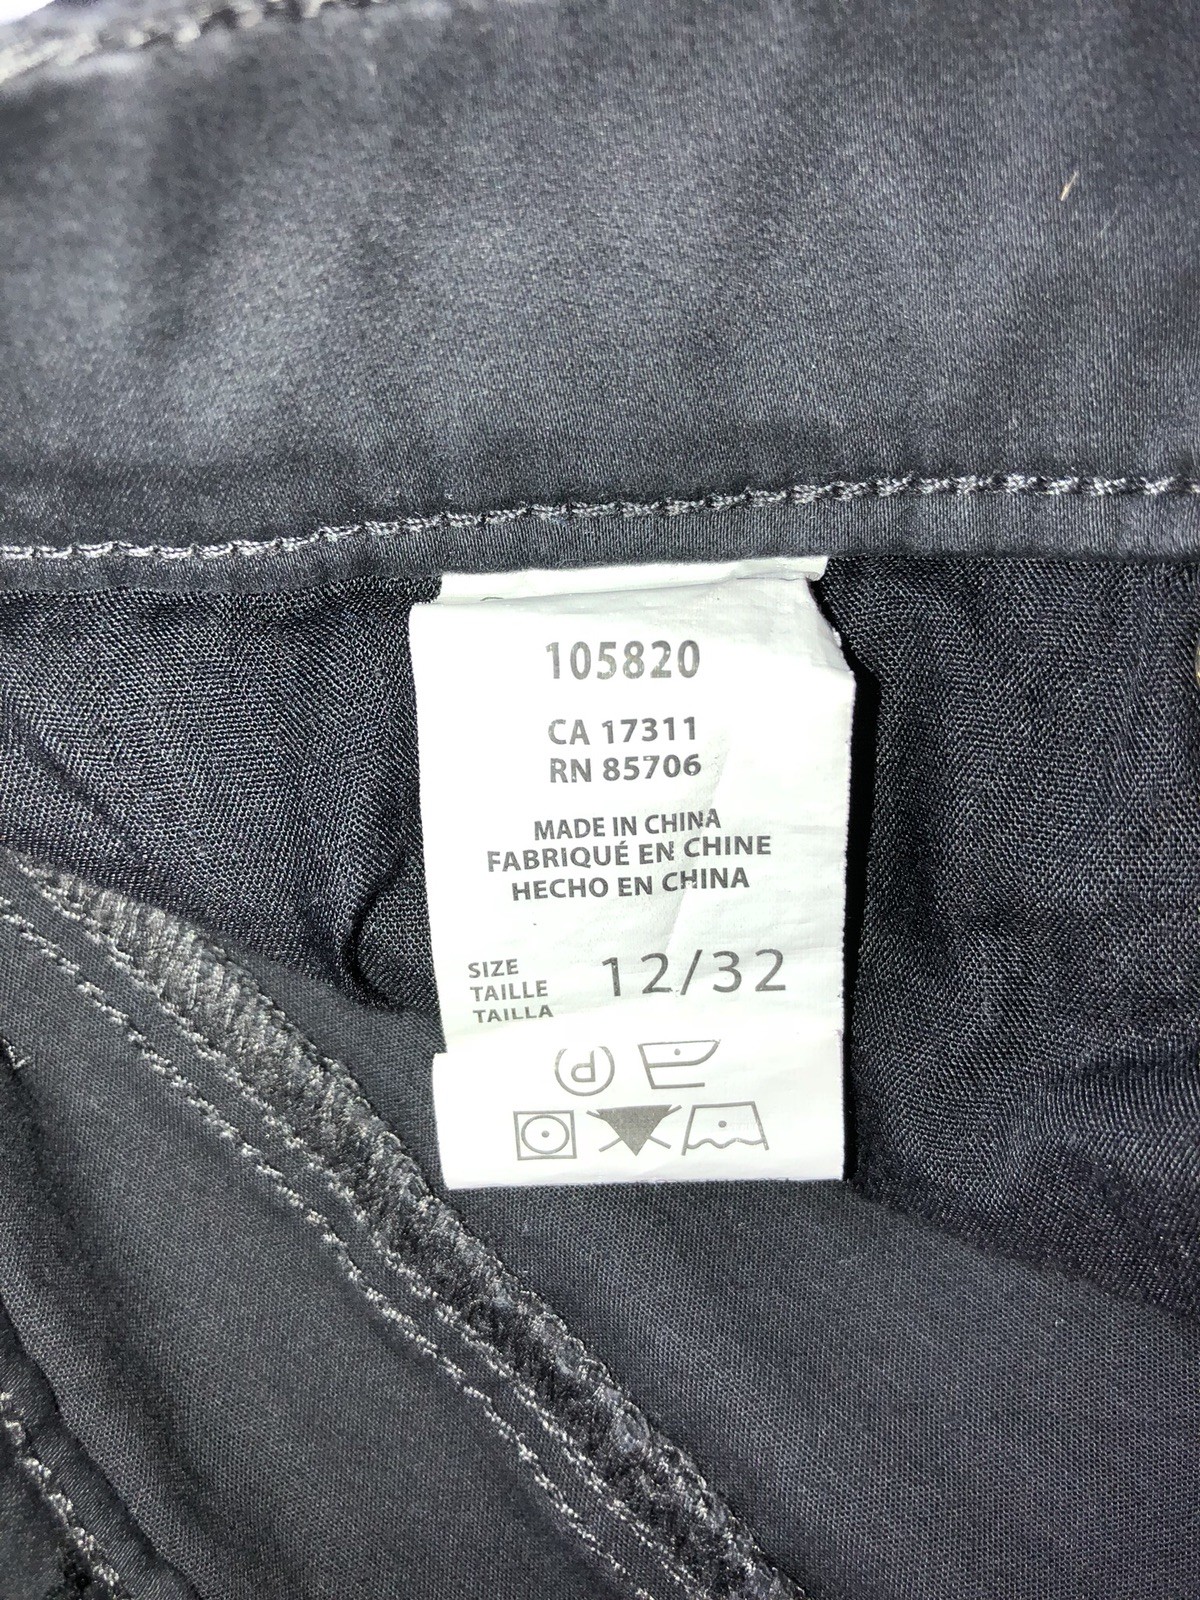 105820
CA 17311
RN 85706
MADE IN CHINA
FABRIQUÉ EN CHINE
HECHO EN CHINA
SIZE
TAILLE
TAILLA
12/32
P